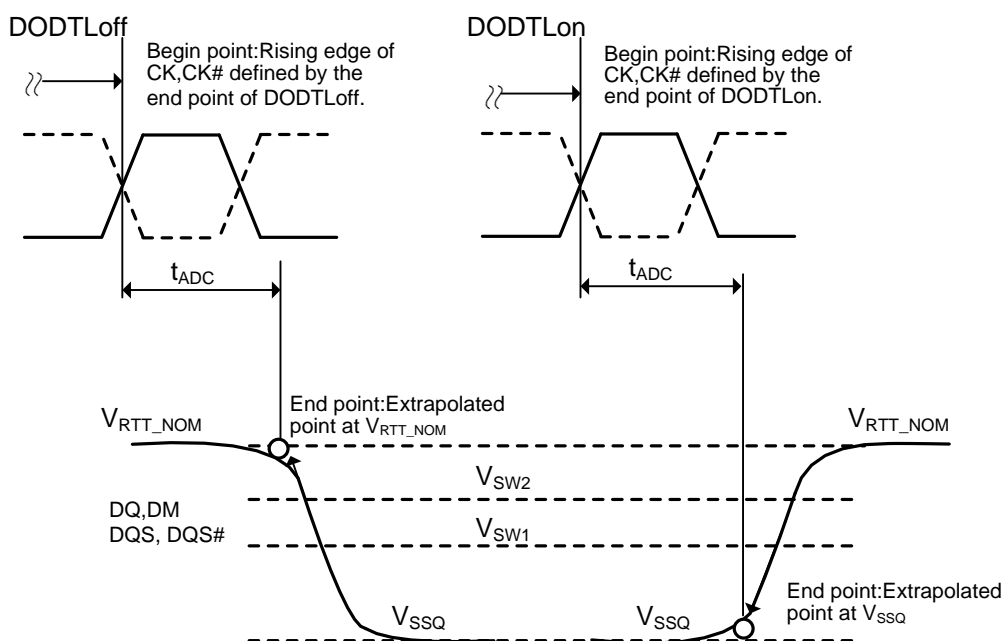 DODTLoff
Begin point:Rising edge of
CK,CK# defined by the
end point of DODTLoff.
DODTLon
Begin point:Rising edge of
CK,CK# defined by the
end point of DODTLon.
tADC
tADC
VRTT_NOM
End point:Extrapolated
point at VRTT_NOM
VRTT_NOM
VSW2
DQ,DM
DQS, DQS#
VSW1
VSSQ
VSSQ
End point:Extrapolated
point at VSSQ